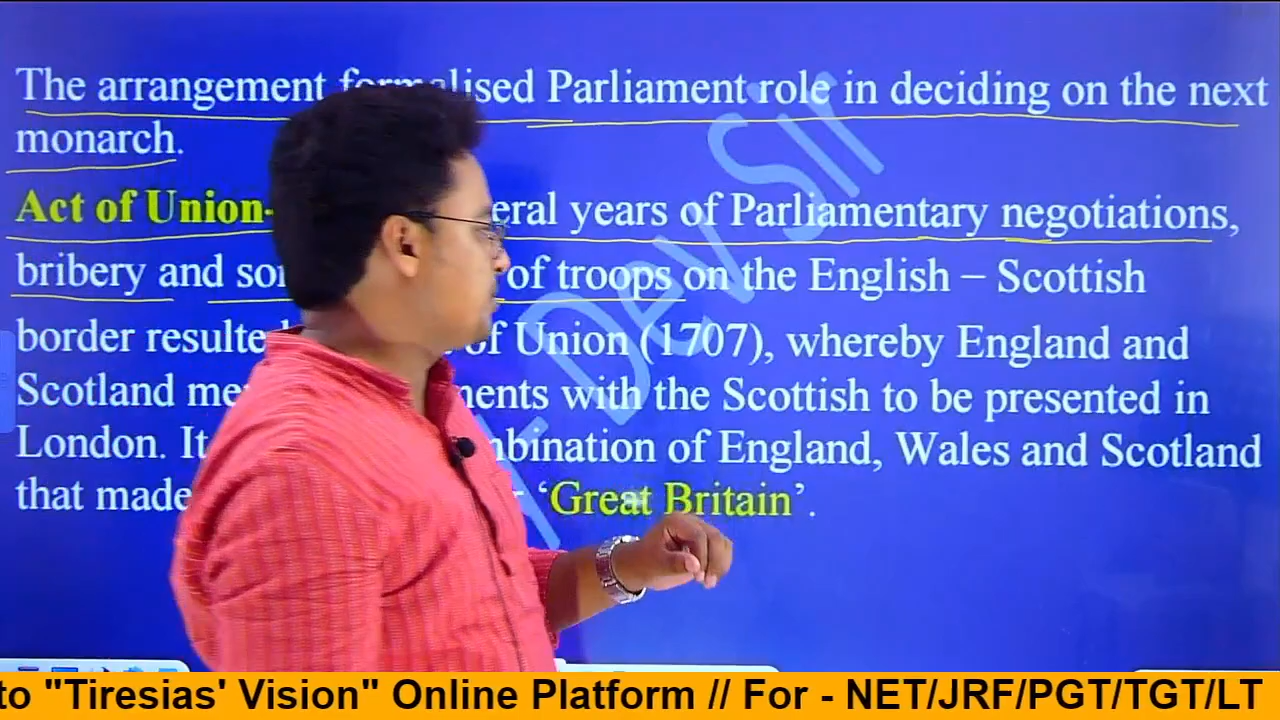 The arrangement formalised Parliament role in deciding on the next
monarch.
Act of Union- eral years of Parliamentary negotiations,
bribery and so of troops on the English – Scottish
border resulte of Union (1707), whereby England and
Scotland me ments with the Scottish to be presented in
London. It mbination of England, Wales and Scotland
that made 'Great Britain'.
Dev Sir
to "Tiresias' Vision" Online Platform // For - NET/JRF/PGT/TGT/LT